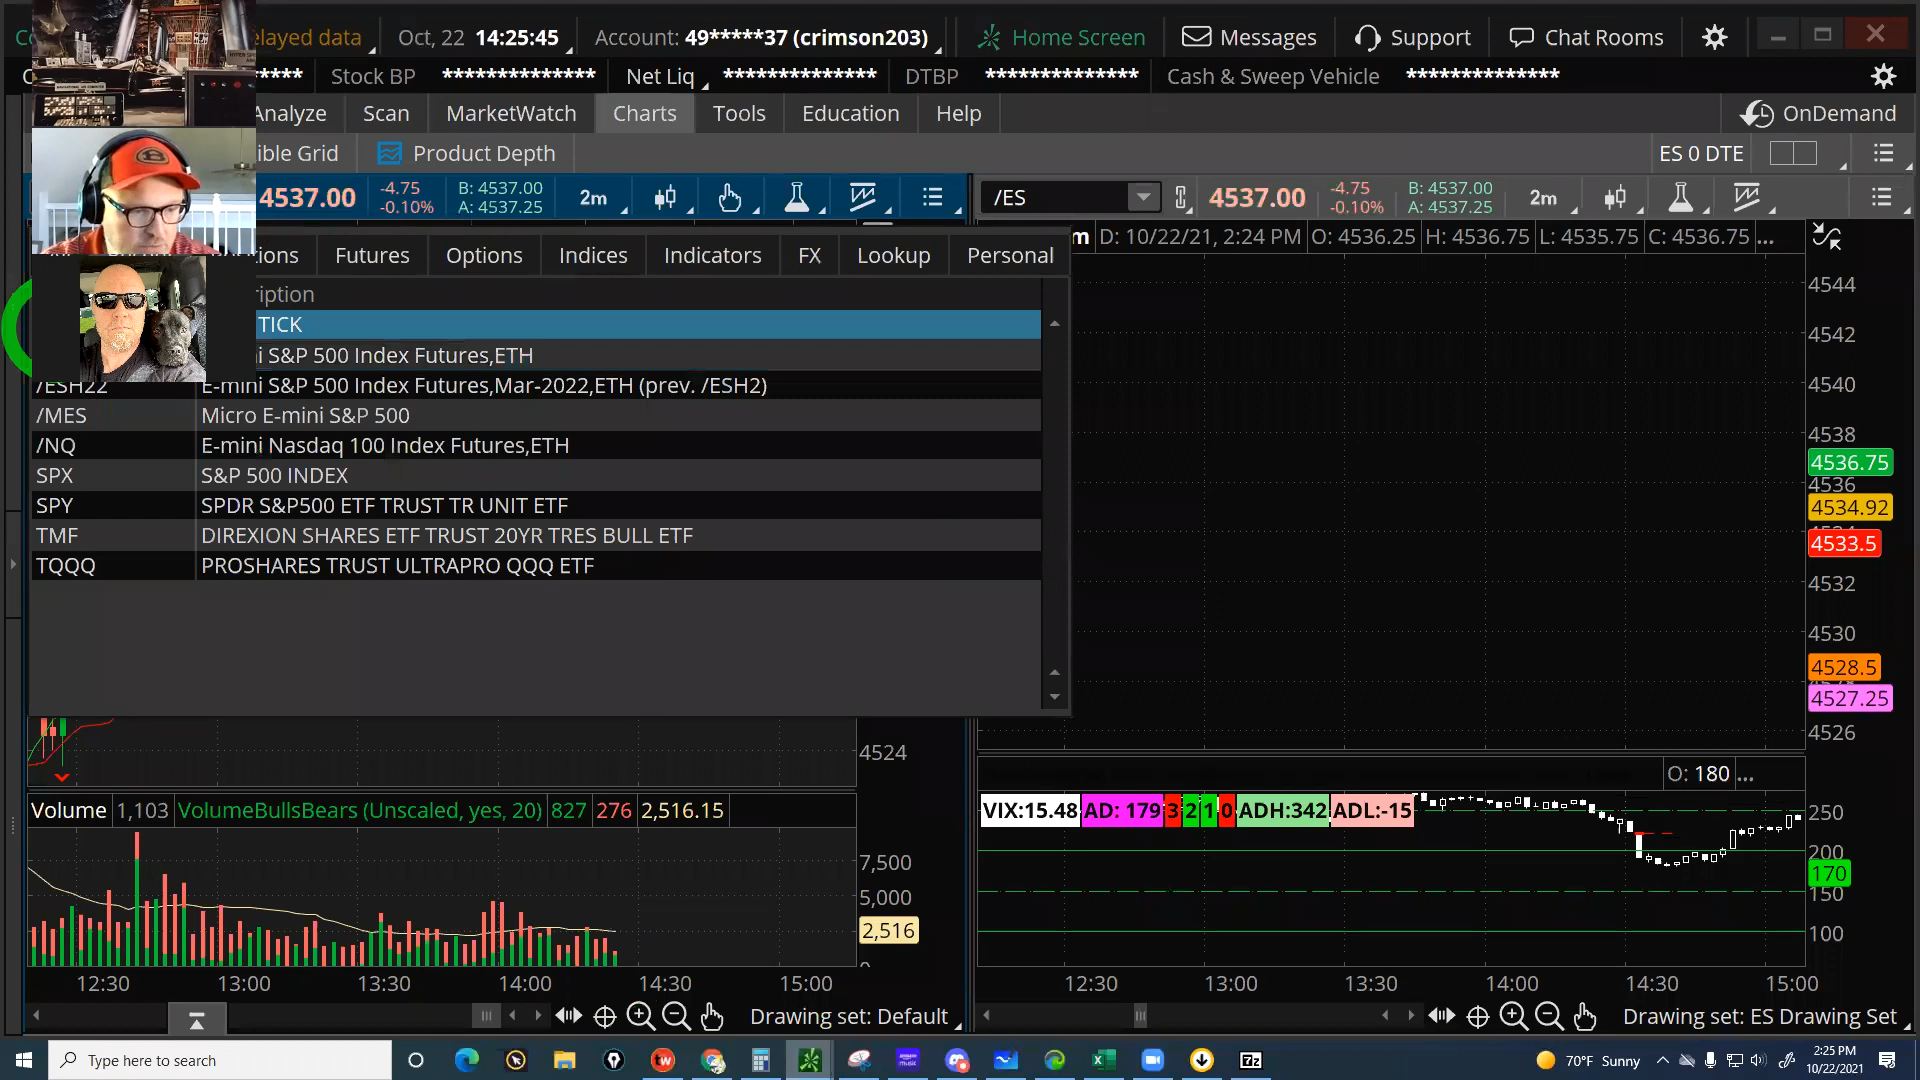 elayed data
Oct, 22 14:25:45
Account: 49*****37 (crimson203)
Home Screen
Messages
Support
Chat Rooms
***** Stock BP **************
Net Liq **************
DTBP **************
Cash & Sweep Vehicle **************
Analyze Scan MarketWatch Charts Tools Education Help
OnDemand
ible Grid Product Depth
ES 0 DTE
4537.00 -4.75 B: 4537.00
-0.10% A: 4537.25
2m
/ES 4537.00 -4.75 B: 4537.00
-0.10% A: 4537.25
2m
m D: 10/22/21, 2:24 PM O: 4536.25 H: 4536.75 L: 4535.75 C: 4536.75 ...
ions Futures Options Indices Indicators FX Lookup Personal
ription
TICK
i S&P 500 Index Futures,ETH
/ESH22 E-mini S&P 500 Index Futures,Mar-2022,ETH (prev. /ESH2)
/MES Micro E-mini S&P 500
/NQ E-mini Nasdaq 100 Index Futures,ETH
SPX S&P 500 INDEX
SPY SPDR S&P500 ETF TRUST TR UNIT ETF
TMF DIREXION SHARES ETF TRUST 20YR TRES BULL ETF
TQQQ PROSHARES TRUST ULTRAPRO QQQ ETF
4544
4542
4540
4538
4536.75
4536
4534.92
4533.5
4532
4530
4528.5
4527.25
4526
4524
O: 180 ...
Volume 1,103 VolumeBullsBears (Unscaled, yes, 20) 827 276 2,516.15
7,500
5,000
2,516
12:30 13:00 13:30 14:00 14:30 15:00
VIX:15.48 AD: 179 3 2 1 0 ADH:342 ADL:-15
250
200
170
150
100
12:30 13:00 13:30 14:00 14:30 15:00
Drawing set: Default
Drawing set: ES Drawing Set
Type here to search
70°F Sunny
2:25 PM
10/22/2021